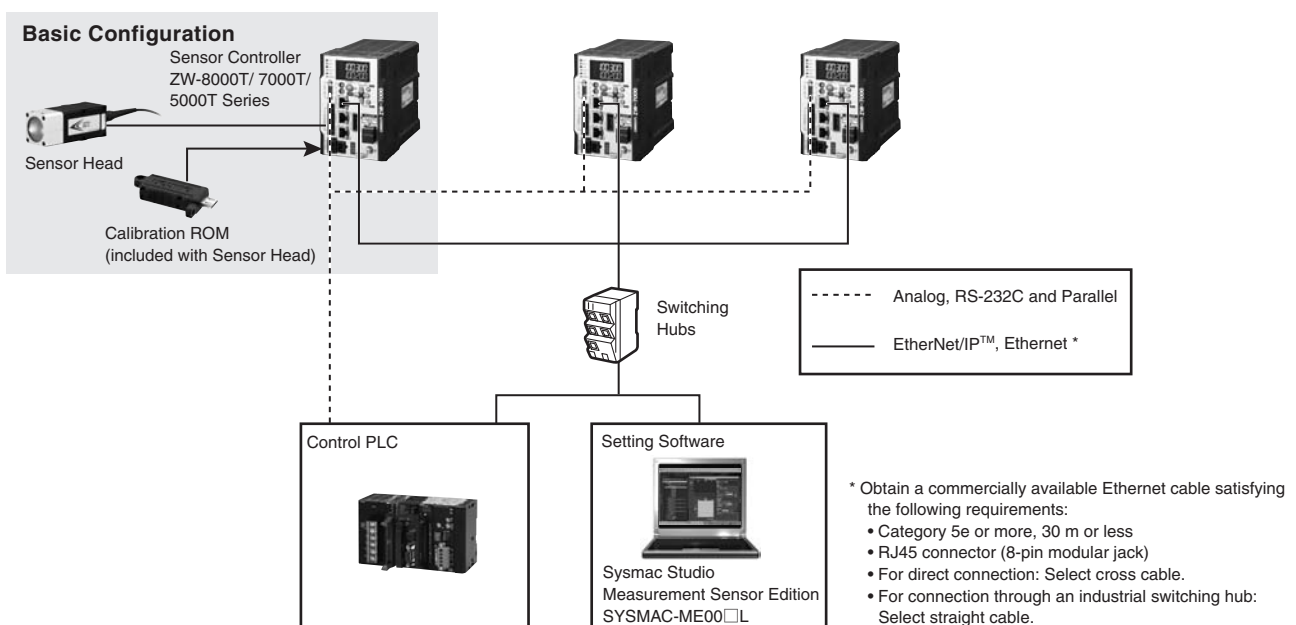 Basic Configuration
Sensor Controller
ZW-8000T/ 7000T/
5000T Series
Sensor Head
Calibration ROM
(included with Sensor Head)
Switching
Hubs
Analog, RS-232C and Parallel
EtherNet/IP™, Ethernet *
Control PLC
Setting Software
Sysmac Studio
Measurement Sensor Edition
SYSMAC-ME00□L
* Obtain a commercially available Ethernet cable satisfying
the following requirements:
• Category 5e or more, 30 m or less
• RJ45 connector (8-pin modular jack)
• For direct connection: Select cross cable.
• For connection through an industrial switching hub:
Select straight cable.